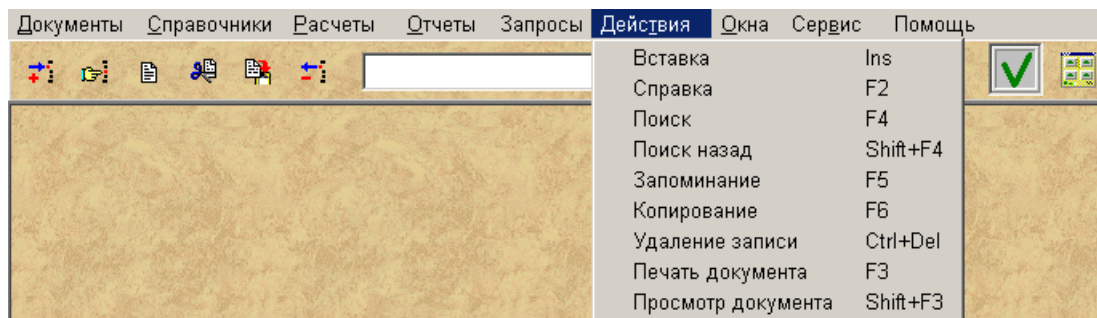 Документы Справочники Расчеты Отчеты Запросы Действия Окна Сервис Помощь
Вставка Ins
Справка F2
Поиск F4
Поиск назад Shift+F4
Запоминание F5
Копирование F6
Удаление записи Ctrl+Del
Печать документа F3
Просмотр документа Shift+F3